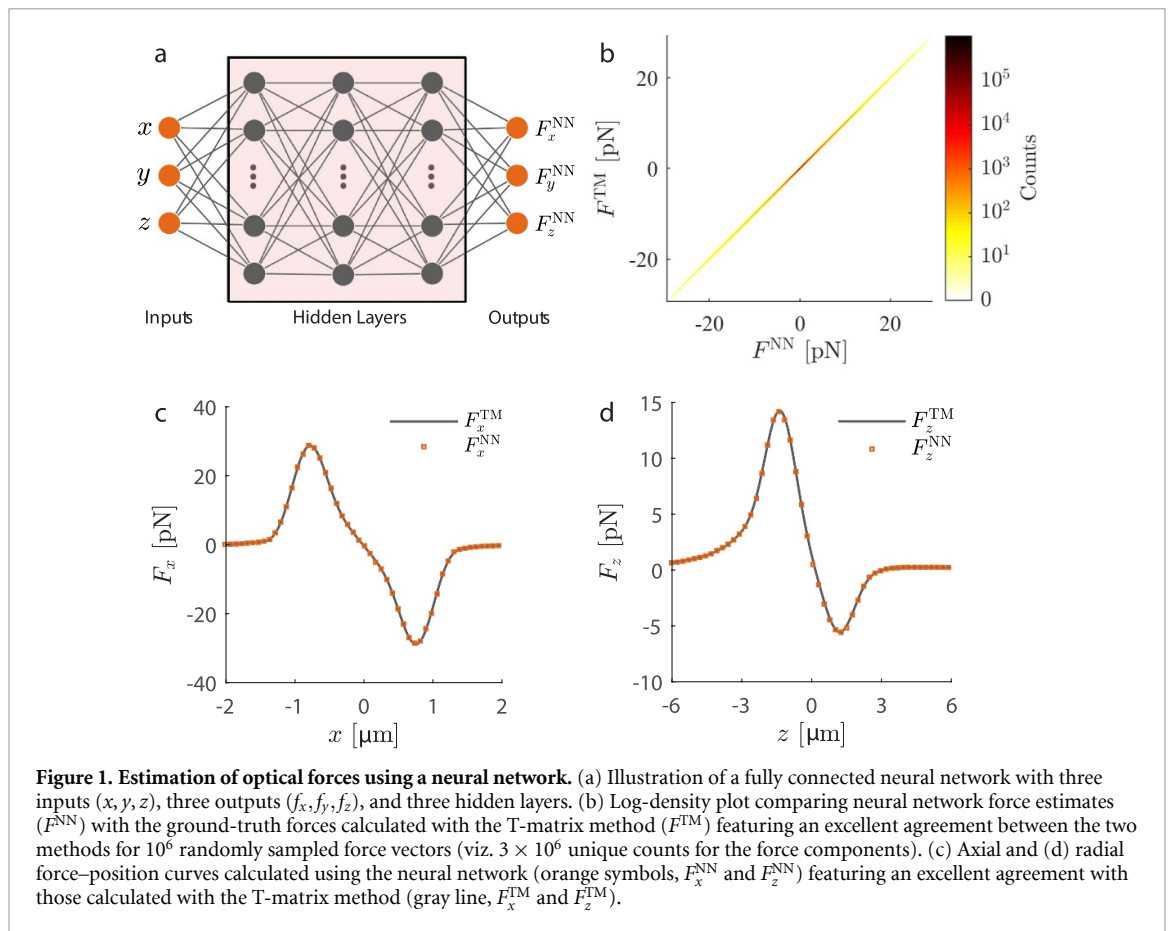 a
x
y
z
F_x^NN
F_y^NN
F_z^NN
Inputs
Hidden Layers
Outputs
b
20
0
-20
F^TM [pN]
-20
0
20
F^NN [pN]
10^5
10^4
10^3
10^2
10^1
0
Counts
c
40
20
0
-20
-40
F_x [pN]
-2
-1
0
1
2
x [μm]
F_x^TM
F_x^NN
d
15
10
5
0
-5
-10
F_z [pN]
-6
-3
0
3
6
z [μm]
F_z^TM
F_z^NN
Figure 1. Estimation of optical forces using a neural network. (a) Illustration of a fully connected neural network with three
inputs (x, y, z), three outputs (f_x, f_y, f_z), and three hidden layers. (b) Log-density plot comparing neural network force estimates
(F^NN) with the ground-truth forces calculated with the T-matrix method (F^TM) featuring an excellent agreement between the two
methods for 10^6 randomly sampled force vectors (viz. 3 × 10^6 unique counts for the force components). (c) Axial and (d) radial
force–position curves calculated using the neural network (orange symbols, F_x^NN and F_z^NN) featuring an excellent agreement with
those calculated with the T-matrix method (gray line, F_x^TM and F_z^TM).